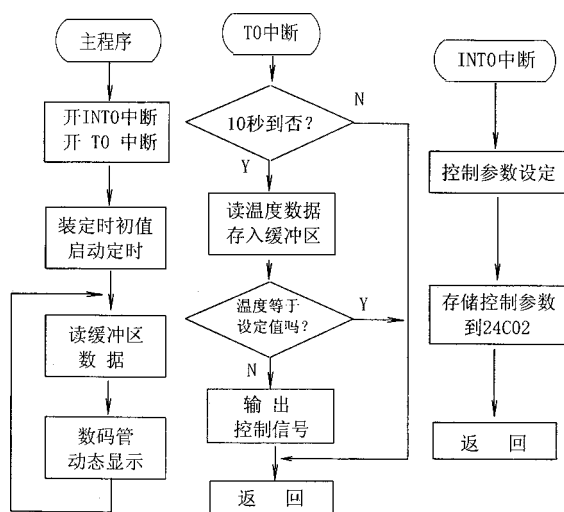 主程序
开INT0中断
开 T0 中断
装定时初值
启动定时
读缓冲区
数 据
数码管
动态显示
T0中断
10秒到否?
N
Y
读温度数据
存入缓冲区
温度等于
设定值吗?
Y
N
输 出
控制信号
返 回
INT0中断
控制参数设定
存储控制参数
到24C02
返 回